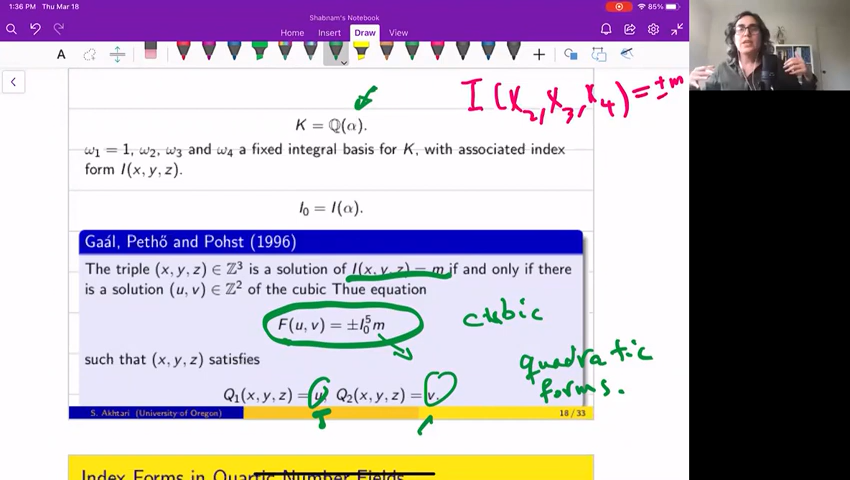 1:36 PM Thu Mar 18
85%
Shabnam's Notebook
Home Insert Draw View
A
I(x₂, x₃, x₄) = ±m
K = ℚ(α).
ω₁ = 1, ω₂, ω₃ and ω₄ a fixed integral basis for K, with associated index
form I(x, y, z).
I₀ = I(α).
Gaál, Pethő and Pohst (1996)
The triple (x, y, z) ∈ ℤ³ is a solution of I(x, y, z) = m if and only if there
is a solution (u, v) ∈ ℤ² of the cubic Thue equation
F(u, v) = ±I₀⁵m
cubic
such that (x, y, z) satisfies
quadratic
forms.
Q₁(x, y, z) = u, Q₂(x, y, z) = v.
S. Akhtari (University of Oregon) 18 / 33
Index Forms in Quartic Number Fields